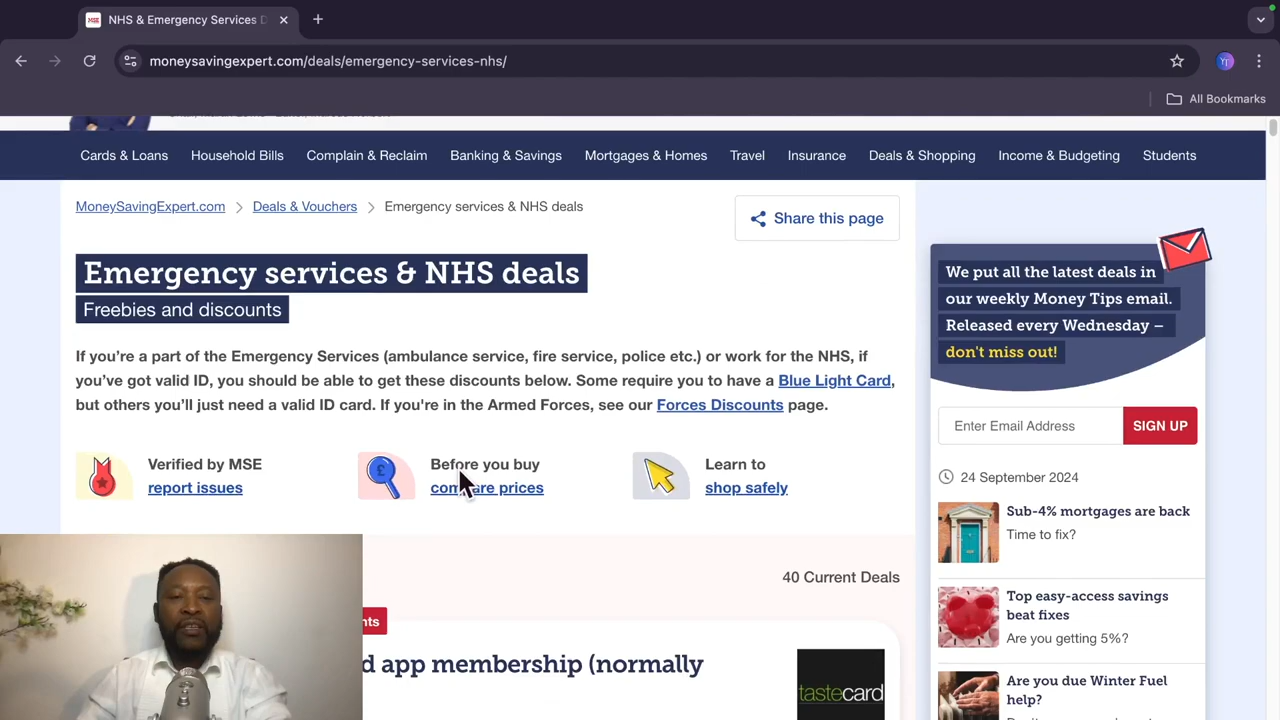 MSE
NHS & Emergency Services D
moneysavingexpert.com/deals/emergency-services-nhs/
YT
All Bookmarks
Cards & Loans
Household Bills
Complain & Reclaim
Banking & Savings
Mortgages & Homes
Travel
Insurance
Deals & Shopping
Income & Budgeting
Students
MoneySavingExpert.com
Deals & Vouchers
Emergency services & NHS deals
Share this page
Emergency services & NHS deals
Freebies and discounts
If you're a part of the Emergency Services (ambulance service, fire service, police etc.) or work for the NHS, if
you've got valid ID, you should be able to get these discounts below. Some require you to have a Blue Light Card,
but others you'll just need a valid ID card. If you're in the Armed Forces, see our Forces Discounts page.
Verified by MSE
report issues
Before you buy
compare prices
Learn to
shop safely
40 Current Deals
nts
d app membership (normally
tastecard
We put all the latest deals in
our weekly Money Tips email.
Released every Wednesday –
don't miss out!
Enter Email Address
SIGN UP
24 September 2024
Sub-4% mortgages are back
Time to fix?
Top easy-access savings
beat fixes
Are you getting 5%?
Are you due Winter Fuel
help?